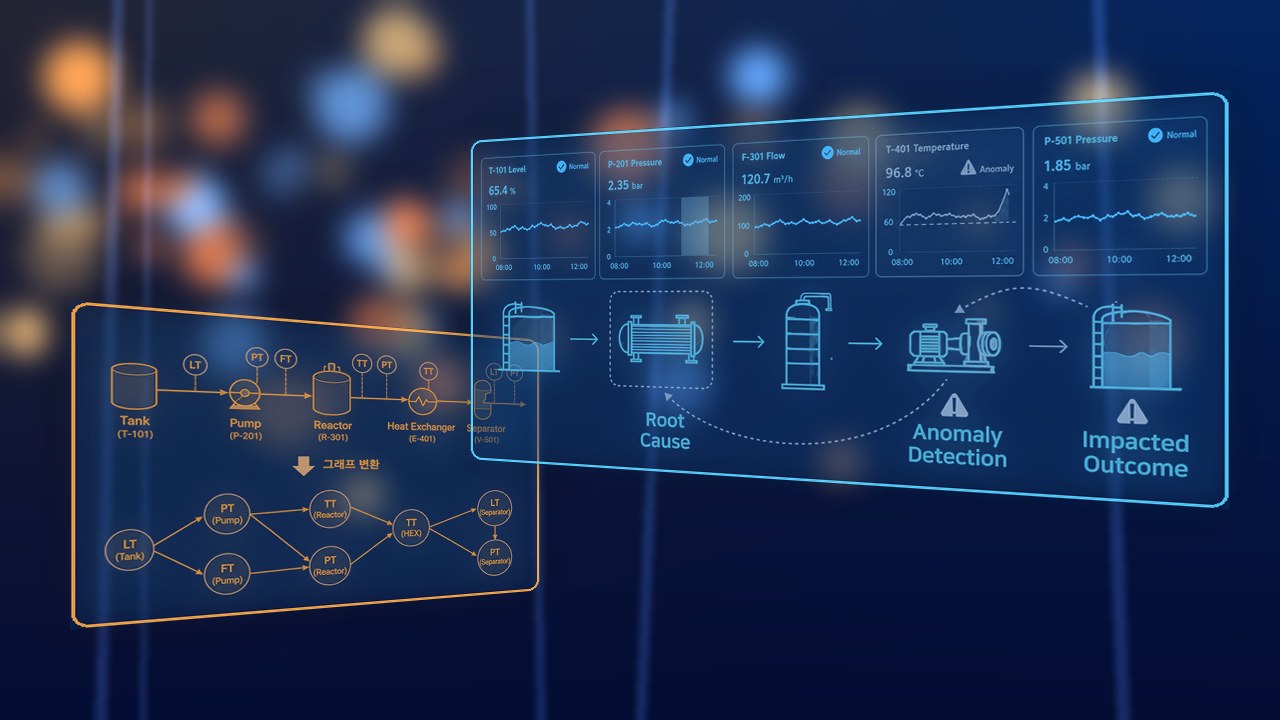 T-101 Level
Normal
65.4 %
100
50
0
08:00 10:00 12:00
P-201 Pressure
Normal
2.35 bar
4
2
0
08:00 10:00 12:00
F-301 Flow
Normal
120.7 m³/h
200
100
0
08:00 10:00 12:00
T-401 Temperature
96.8 °C
Anomaly
120
60
0
08:00 10:00 12:00
P-501 Pressure
Normal
1.85 bar
4
2
0
08:00 10:00 12:00
Root
Cause
Anomaly
Detection
Impacted
Outcome
LT
PT
FT
TT
PT
TT
LT
PT
Tank
(T-101)
Pump
(P-201)
Reactor
(R-301)
Heat Exchanger
(E-401)
Separator
(V-501)
그래프 변환
LT
(Tank)
PT
(Pump)
FT
(Pump)
TT
(Reactor)
PT
(Reactor)
TT
(HEX)
LT
(Separator)
PT
(Separator)